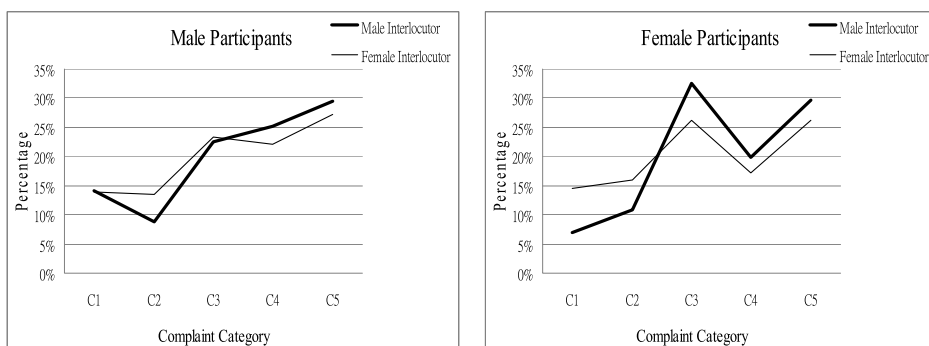 Male Participants
Male Interlocutor
Female Interlocutor
35%
30%
25%
20%
15%
10%
5%
0%
Percentage
C1 C2 C3 C4 C5
Complaint Category
Female Participants
Male Interlocutor
Female Interlocutor
35%
30%
25%
20%
15%
10%
5%
0%
Percentage
C1 C2 C3 C4 C5
Complaint Category